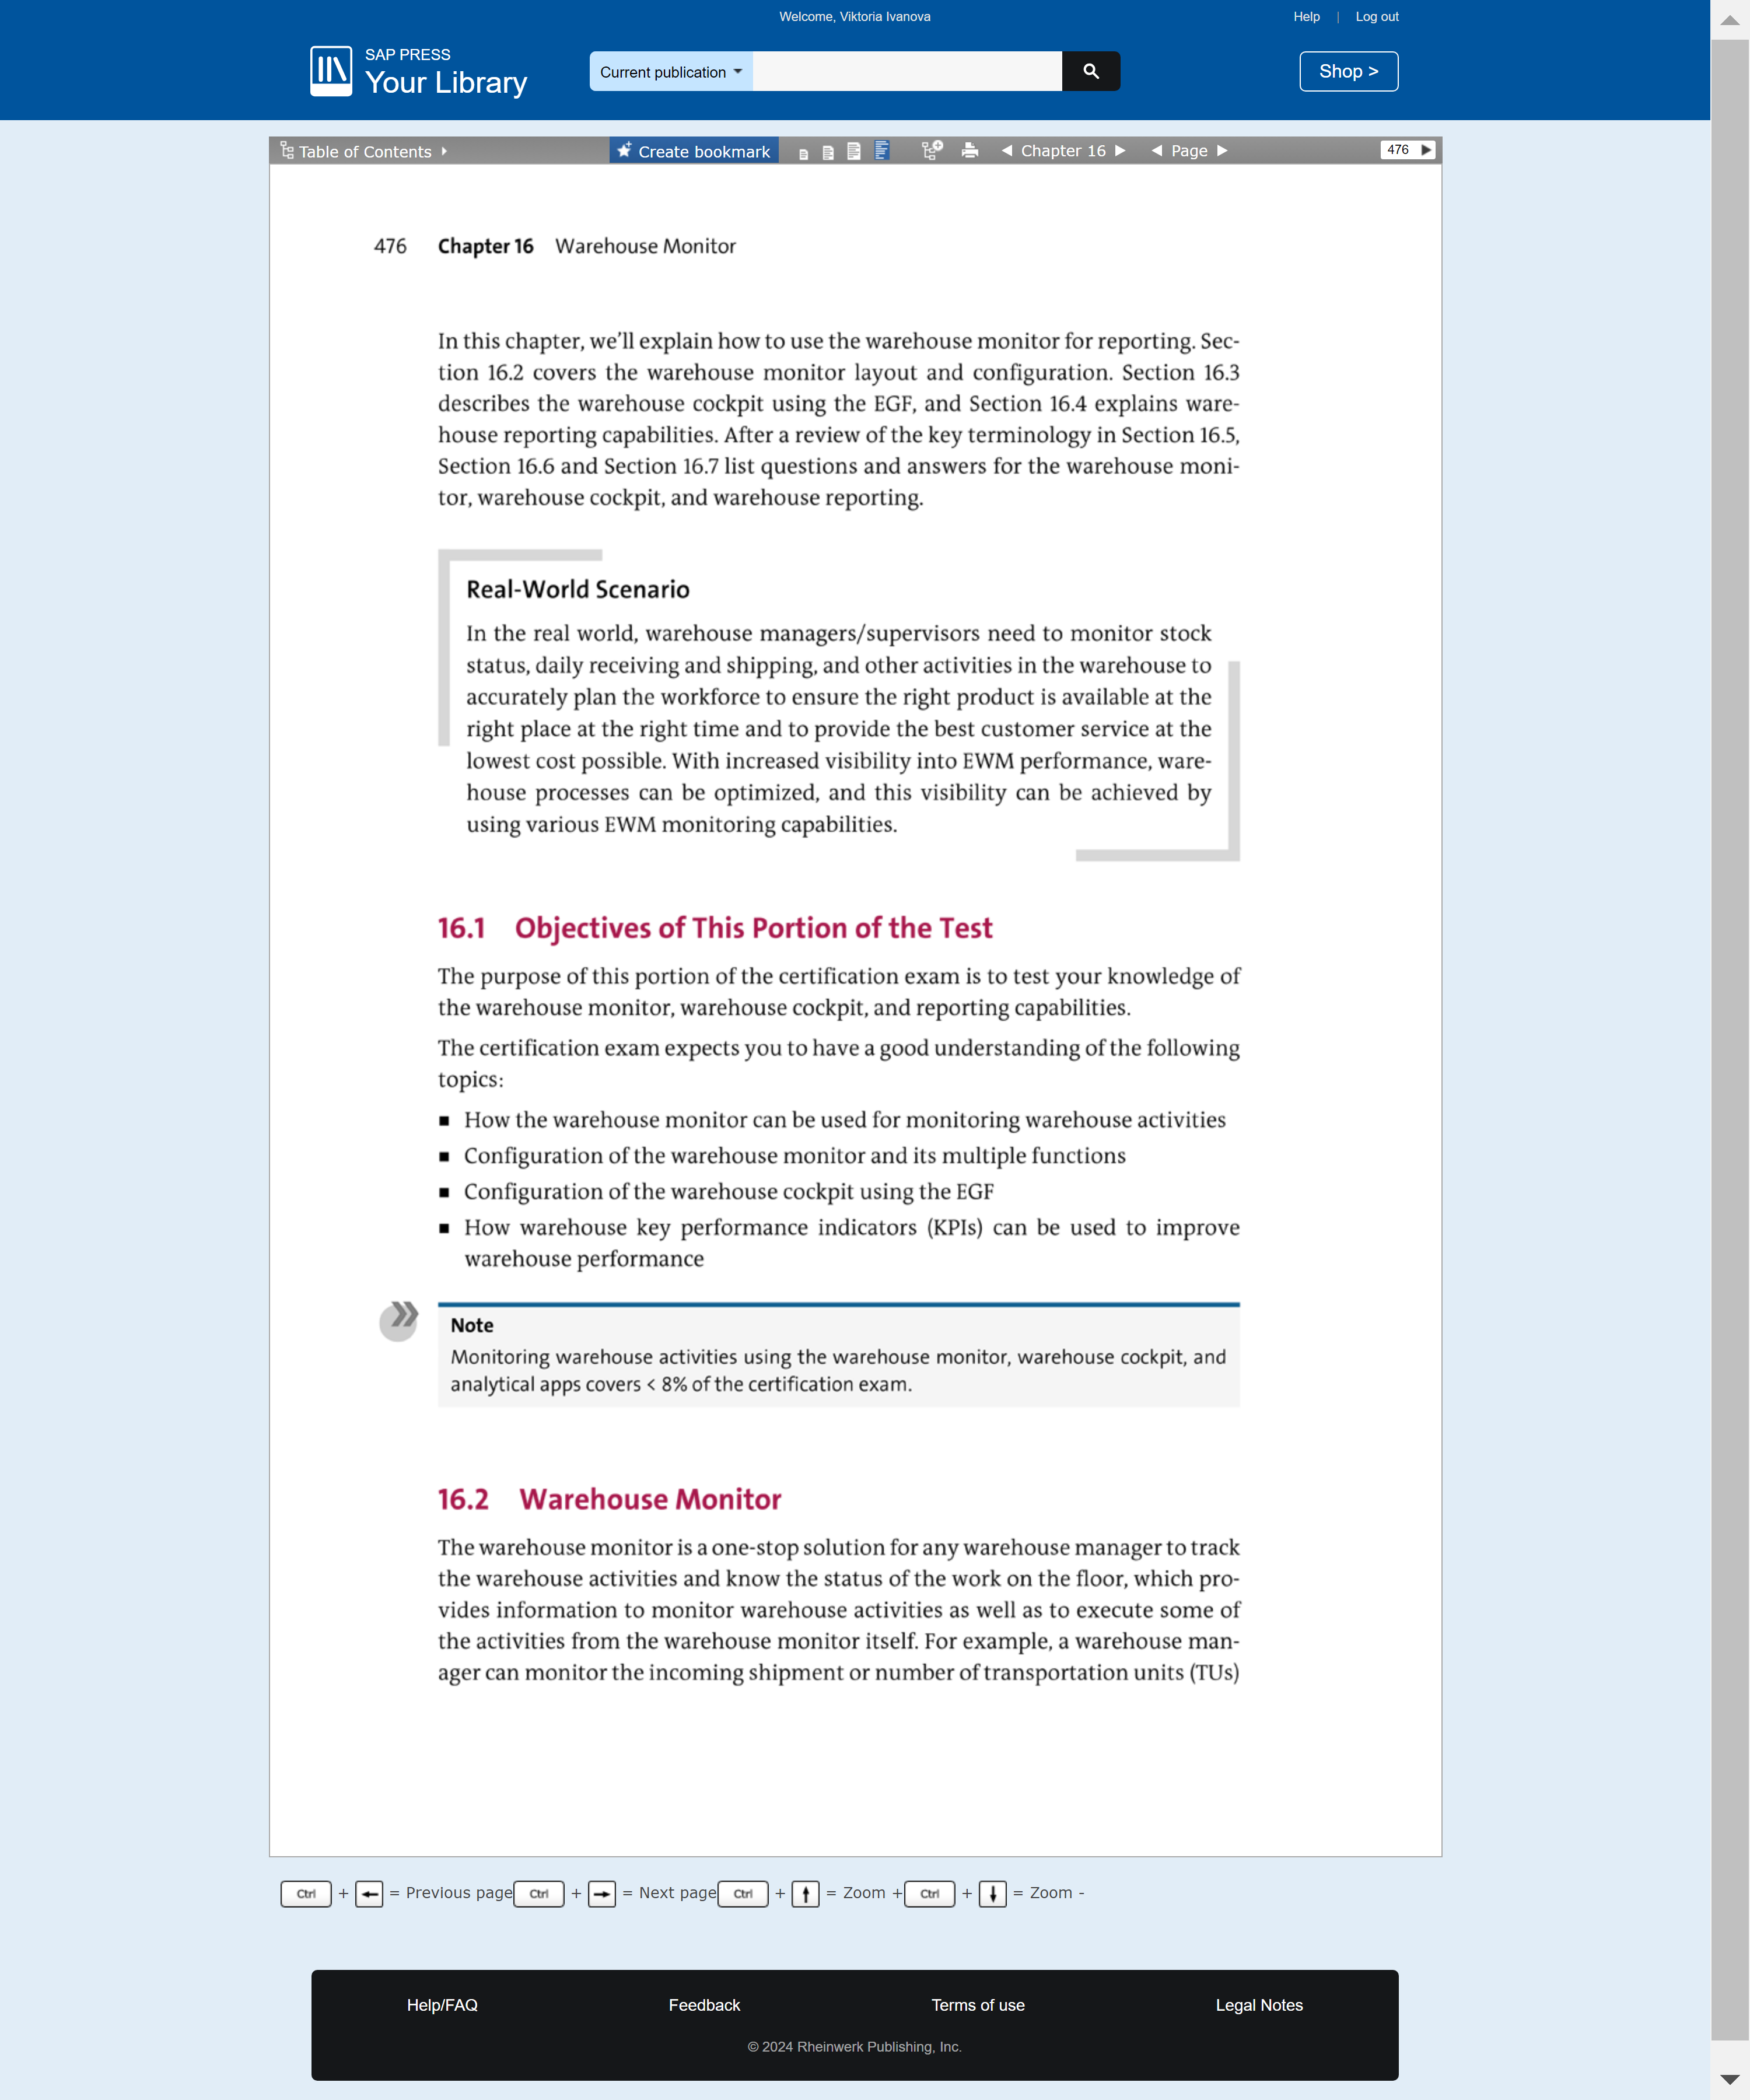 Welcome, Viktoria Ivanova
Help | Log out
SAP PRESS
Your Library
Current publication
Shop >
Table of Contents
Create bookmark
Chapter 16
Page
476
476 Chapter 16 Warehouse Monitor
In this chapter, we’ll explain how to use the warehouse monitor for reporting. Sec-
tion 16.2 covers the warehouse monitor layout and configuration. Section 16.3
describes the warehouse cockpit using the EGF, and Section 16.4 explains ware-
house reporting capabilities. After a review of the key terminology in Section 16.5,
Section 16.6 and Section 16.7 list questions and answers for the warehouse moni-
tor, warehouse cockpit, and warehouse reporting.
Real-World Scenario
In the real world, warehouse managers/supervisors need to monitor stock
status, daily receiving and shipping, and other activities in the warehouse to
accurately plan the workforce to ensure the right product is available at the
right place at the right time and to provide the best customer service at the
lowest cost possible. With increased visibility into EWM performance, ware-
house processes can be optimized, and this visibility can be achieved by
using various EWM monitoring capabilities.
16.1 Objectives of This Portion of the Test
The purpose of this portion of the certification exam is to test your knowledge of
the warehouse monitor, warehouse cockpit, and reporting capabilities.
The certification exam expects you to have a good understanding of the following
topics:
■ How the warehouse monitor can be used for monitoring warehouse activities
■ Configuration of the warehouse monitor and its multiple functions
■ Configuration of the warehouse cockpit using the EGF
■ How warehouse key performance indicators (KPIs) can be used to improve
warehouse performance
Note
Monitoring warehouse activities using the warehouse monitor, warehouse cockpit, and
analytical apps covers < 8% of the certification exam.
16.2 Warehouse Monitor
The warehouse monitor is a one-stop solution for any warehouse manager to track
the warehouse activities and know the status of the work on the floor, which pro-
vides information to monitor warehouse activities as well as to execute some of
the activities from the warehouse monitor itself. For example, a warehouse man-
ager can monitor the incoming shipment or number of transportation units (TUs)
Ctrl + ← = Previous page Ctrl + → = Next page Ctrl + ↑ = Zoom + Ctrl + ↓ = Zoom -
Help/FAQ Feedback Terms of use Legal Notes
© 2024 Rheinwerk Publishing, Inc.